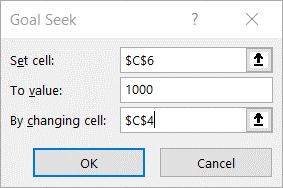 Goal Seek ? ×
Set cell: $C$6
To value: 1000
By changing cell: $C$4
OK Cancel